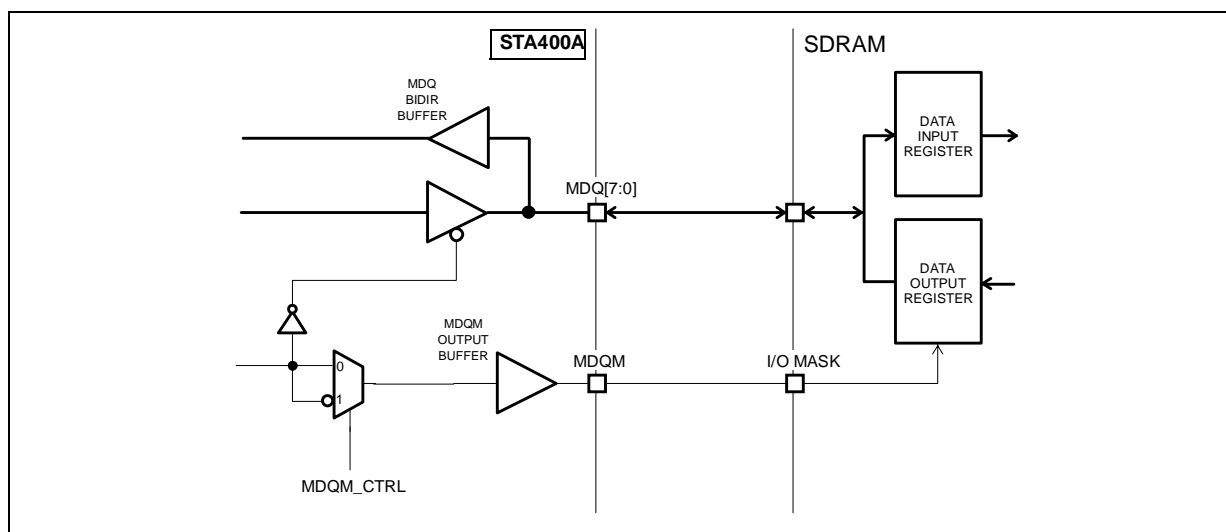 STA400A
SDRAM
MDQ
BIDIR
BUFFER
DATA
INPUT
REGISTER
MDQ[7:0]
DATA
OUTPUT
REGISTER
MDQM
OUTPUT
BUFFER
MDQM
I/O MASK
0
1
MDQM_CTRL